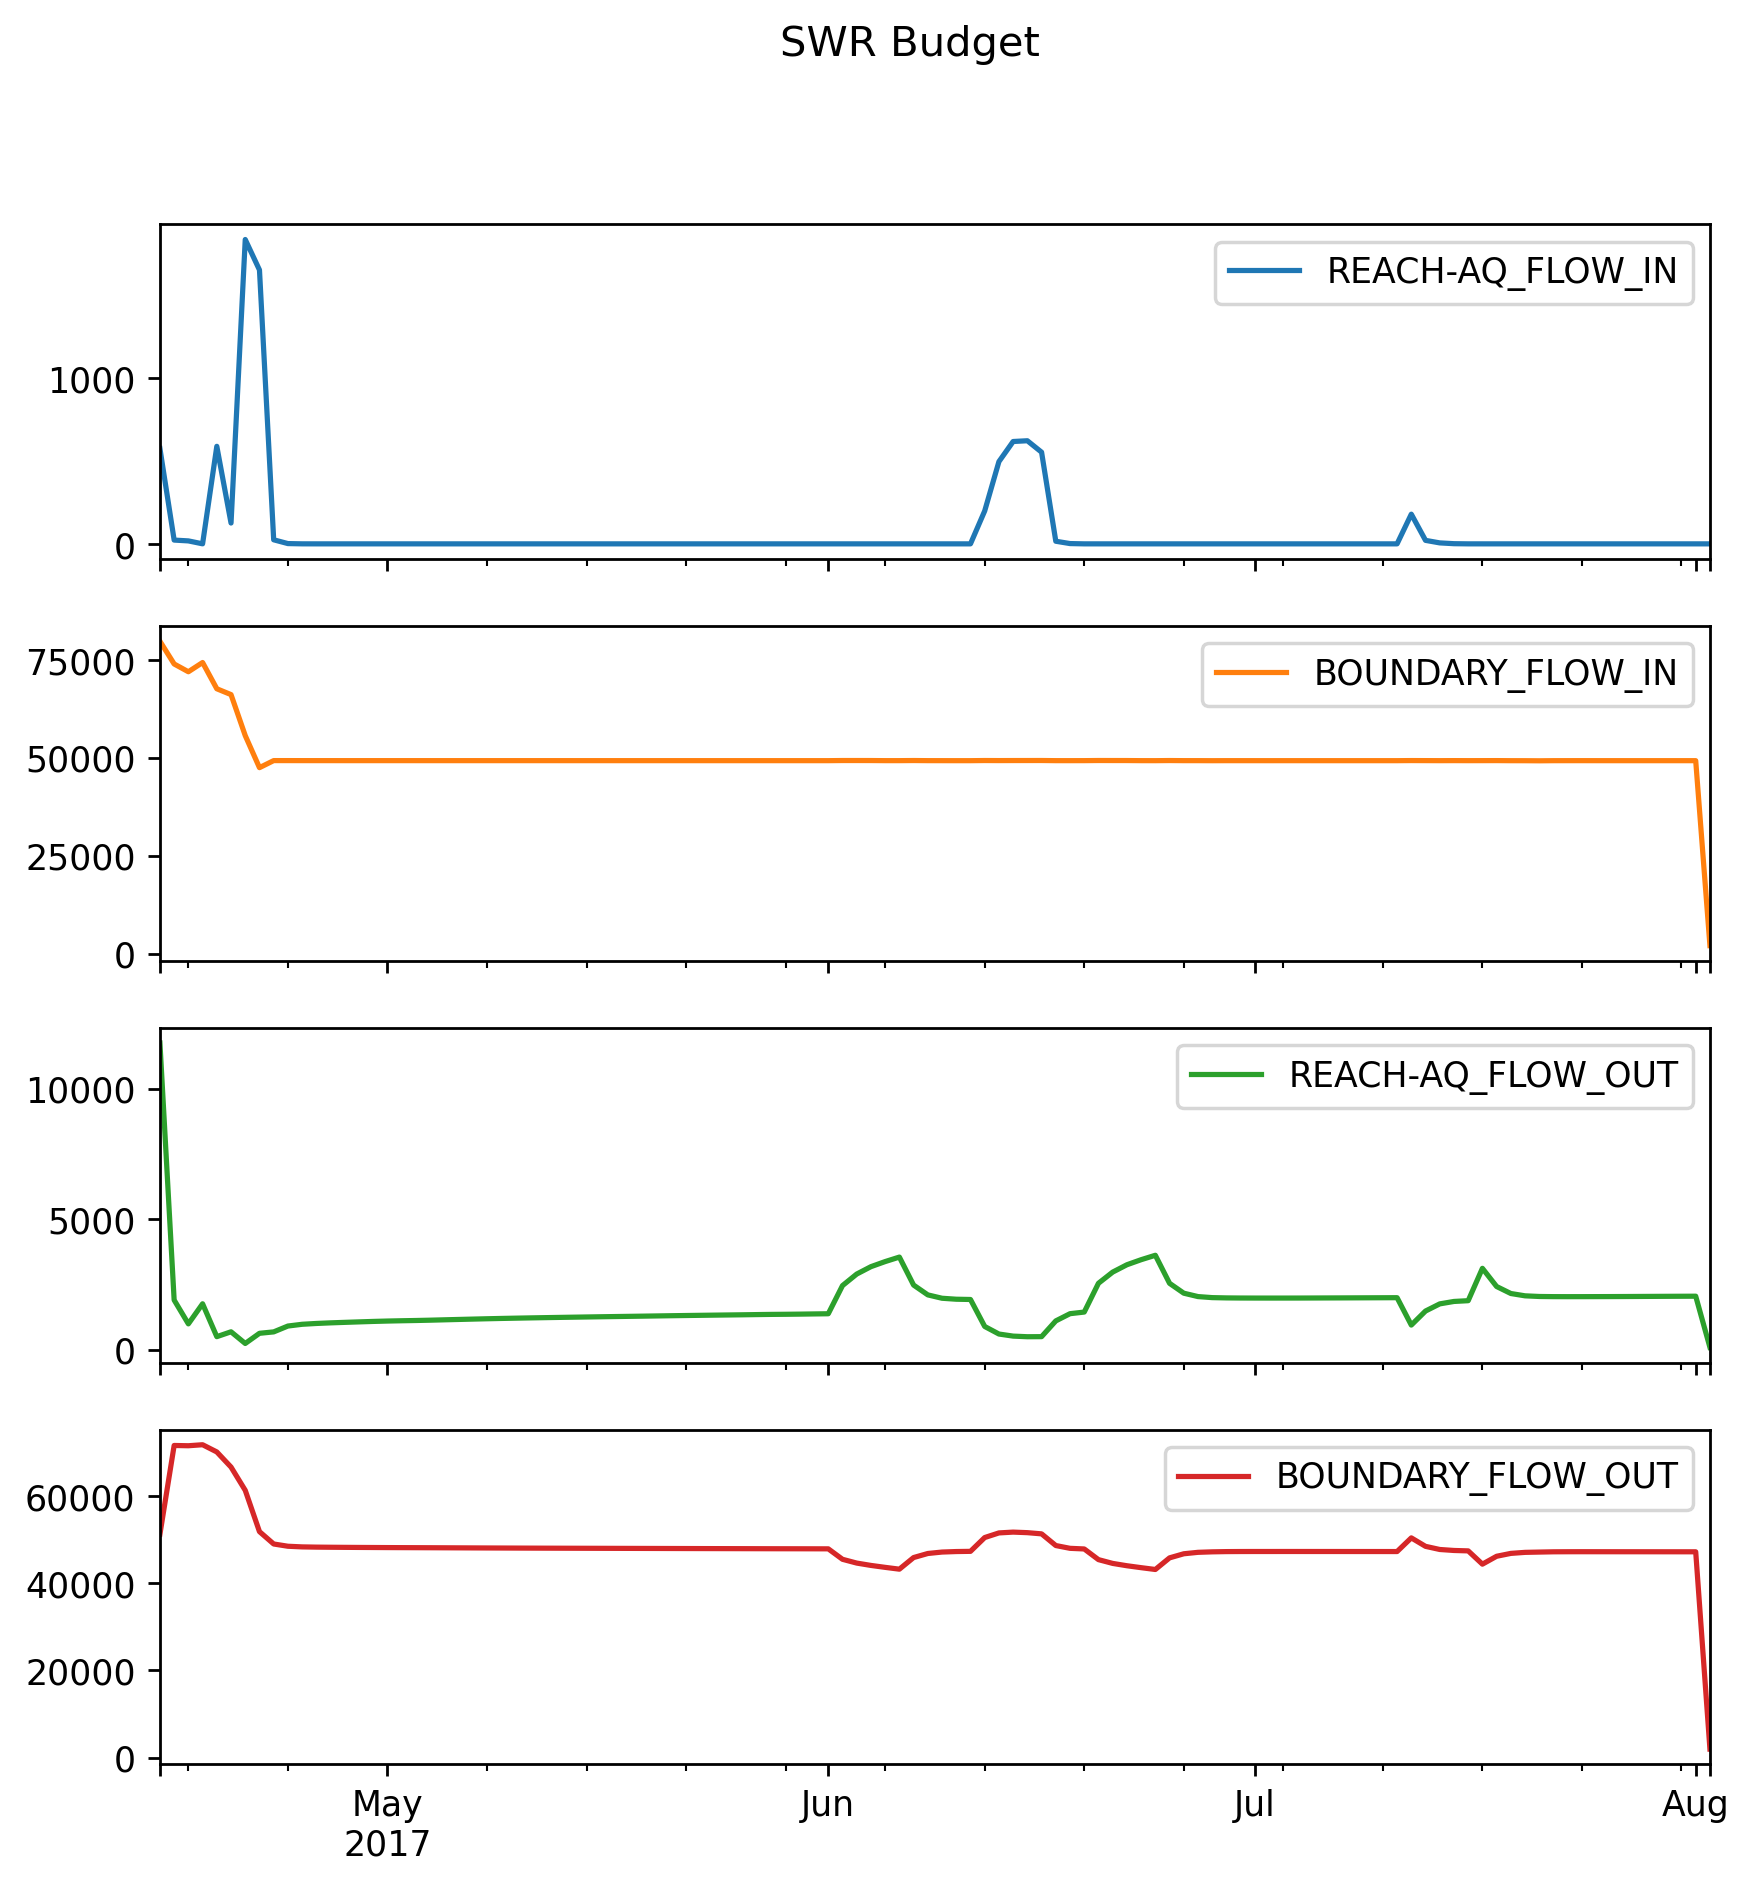 SWR Budget
REACH-AQ_FLOW_IN
1000
0
BOUNDARY_FLOW_IN
75000
50000
25000
0
REACH-AQ_FLOW_OUT
10000
5000
0
BOUNDARY_FLOW_OUT
60000
40000
20000
0
May Jun Jul Aug
2017